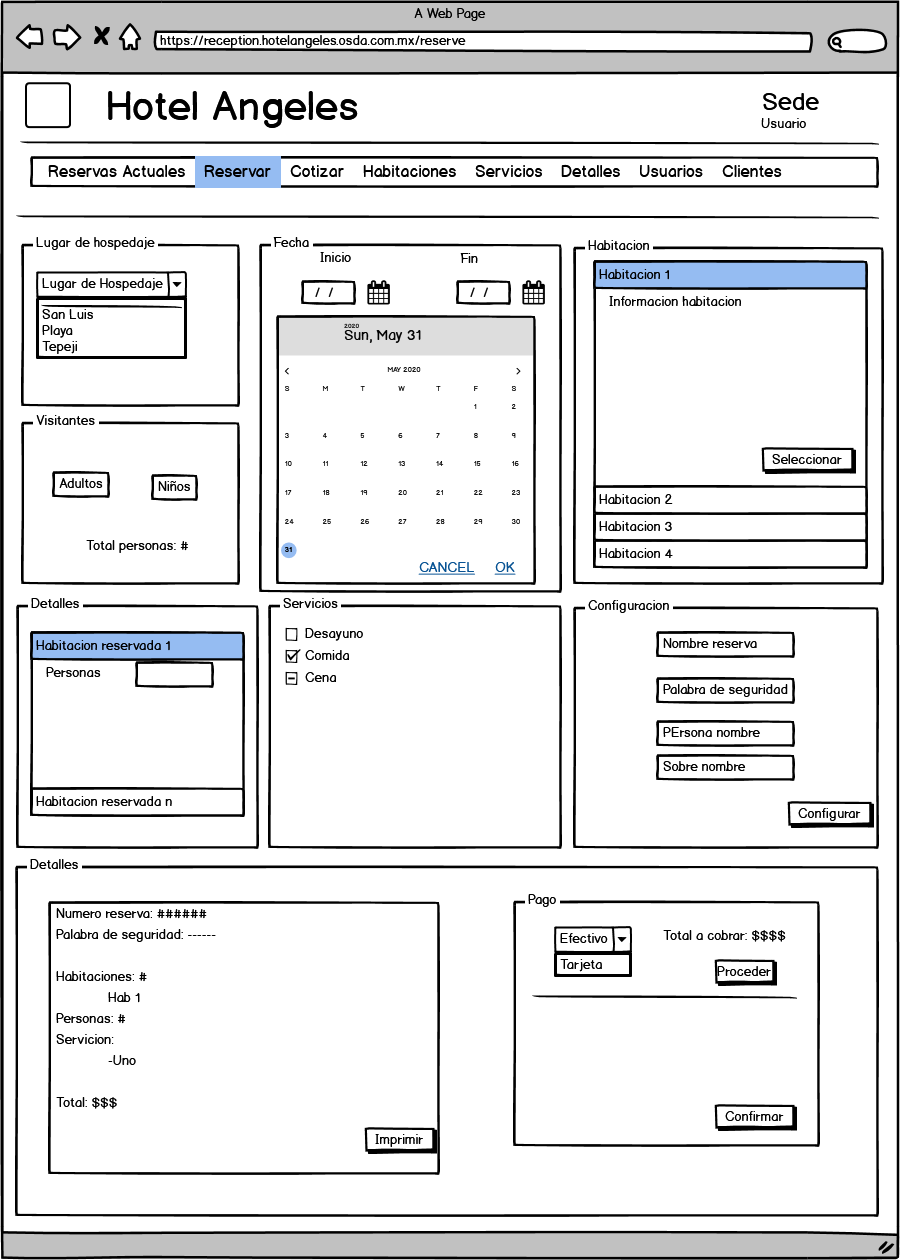 A Web Page
https://reception.hotelangeles.osda.com.mx/reserve
Hotel Angeles
Sede
Usuario
Reservas Actuales Reservar Cotizar Habitaciones Servicios Detalles Usuarios Clientes
Lugar de hospedaje
Lugar de Hospedaje
San Luis
Playa
Tepeji
Visitantes
Adultos Niños
Total personas: #
Fecha
Inicio Fin
/ / / /
2020
Sun, May 31
MAY 2020
S M T W T F S
1 2
3 4 5 6 7 8 9
10 11 12 13 14 15 16
17 18 19 20 21 22 23
24 25 26 27 28 29 30
31
CANCEL OK
Habitacion
Habitacion 1
Informacion habitacion
Seleccionar
Habitacion 2
Habitacion 3
Habitacion 4
Detalles
Habitacion reservada 1
Personas
Habitacion reservada n
Servicios
Desayuno
Comida
Cena
Configuracion
Nombre reserva
Palabra de seguridad
PErsona nombre
Sobre nombre
Configurar
Detalles
Numero reserva: ######
Palabra de seguridad: ------
Habitaciones: #
Hab 1
Personas: #
Servicion:
-Uno
Total: $$$
Imprimir
Pago
Efectivo
Tarjeta
Total a cobrar: $$$$
Proceder
Confirmar